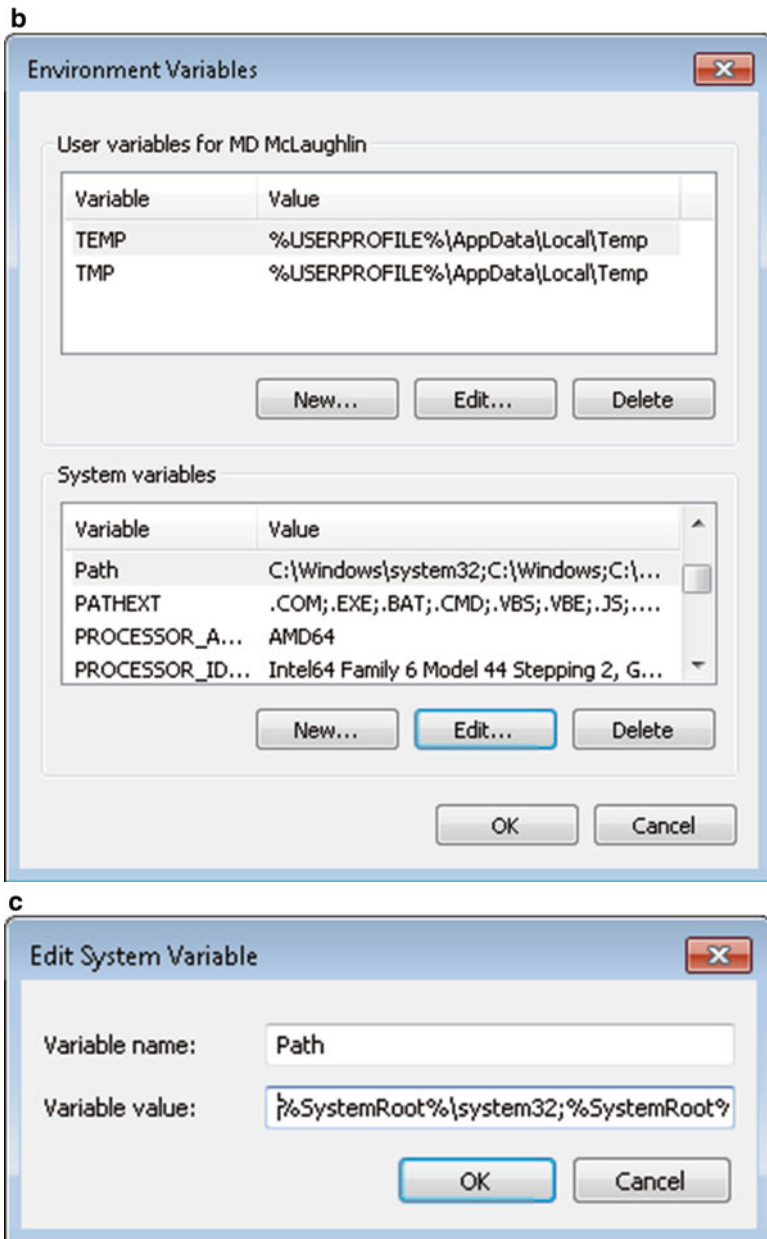 b
Environment Variables
User variables for MD McLaughlin
Variable Value
TEMP %USERPROFILE%\AppData\Local\Temp
TMP %USERPROFILE%\AppData\Local\Temp
New... Edit... Delete
System variables
Variable Value
Path C:\Windows\system32;C:\Windows;C:\...
PATHEXT .COM;.EXE;.BAT;.CMD;.VBS;.VBE;.JS;....
PROCESSOR_A... AMD64
PROCESSOR_ID... Intel64 Family 6 Model 44 Stepping 2, G...
New... Edit... Delete
OK Cancel
c
Edit System Variable
Variable name: Path
Variable value: %SystemRoot%\system32;%SystemRoot%
OK Cancel